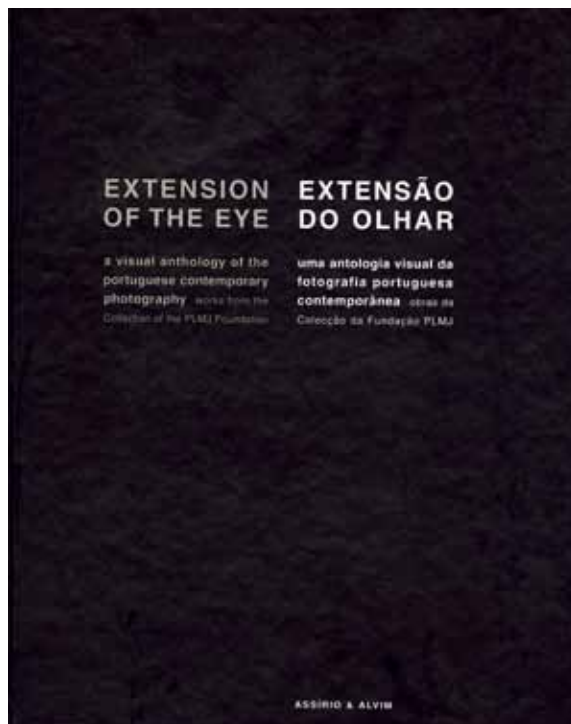 EXTENSION
OF THE EYE
a visual anthology of the
portuguese contemporary
photography works from the
Collection of the PLMJ Foundation
EXTENSÃO
DO OLHAR
uma antologia visual da
fotografia portuguesa
contemporânea obras da
Colecção da Fundação PLMJ
ASSÍRIO & ALVIM